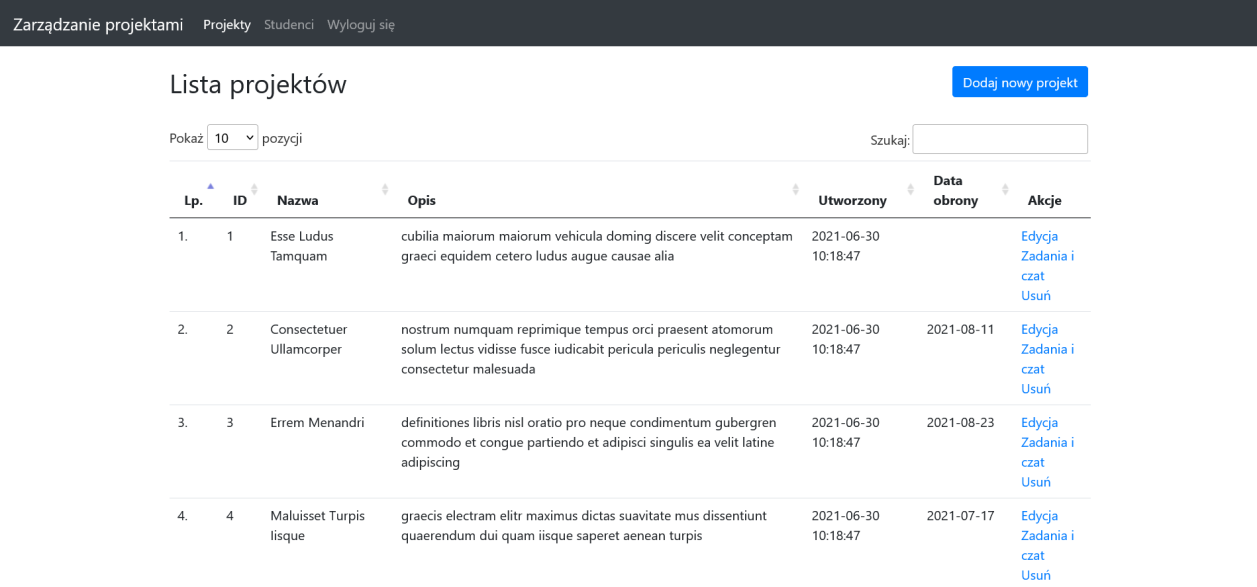 Zarządzanie projektami Projekty Studenci Wyloguj się
Lista projektów Dodaj nowy projekt
Pokaż 10 pozycji Szukaj:
Lp. ID Nazwa Opis Utworzony Data obrony Akcje
1. 1 Esse Ludus cubilia maiorum maiorum vehicula doming discere velit conceptam 2021-06-30 Edycja
Tamquam graeci equidem cetero ludus augue causae alia 10:18:47 Zadania i
czat
Usuń
2. 2 Consectetuer nostrum numquam reprimique tempus orci praesent atomorum 2021-06-30 2021-08-11 Edycja
Ullamcorper solum lectus vidisse fusce iudicabit pericula periculis neglegentur 10:18:47 Zadania i
consectetur malesuada czat
Usuń
3. 3 Errem Menandri definitiones libris nisl oratio pro neque condimentum gubergren 2021-06-30 2021-08-23 Edycja
commodo et congue partiendo et adipisci singulis ea velit latine 10:18:47 Zadania i
adipiscing czat
Usuń
4. 4 Maluisset Turpis graecis electram elitr maximus dictas suavitate mus dissentiunt 2021-06-30 2021-07-17 Edycja
Iisque quaerendum dui quam iisque saperet aenean turpis 10:18:47 Zadania i
czat
Usuń